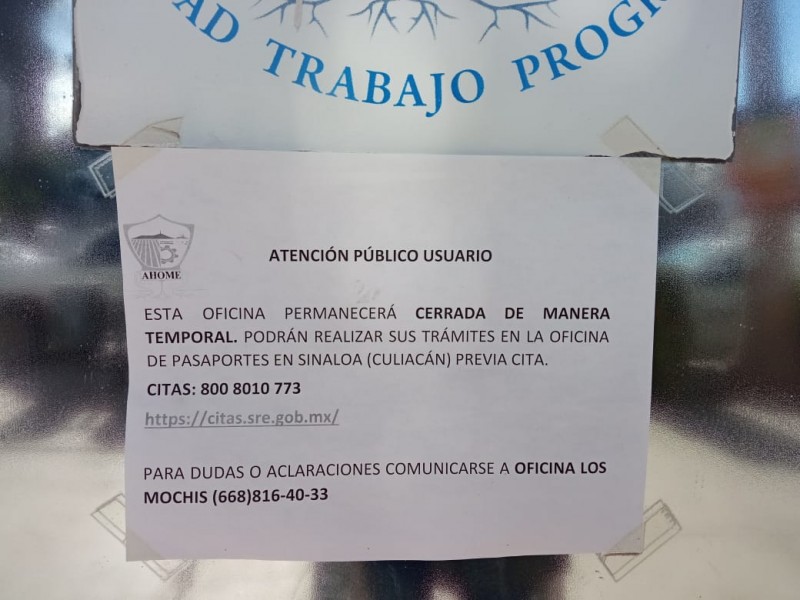 AD TRABAJO PROGR
AHOME
ATENCIÓN PÚBLICO USUARIO
ESTA OFICINA PERMANECERÁ CERRADA DE MANERA
TEMPORAL. PODRÁN REALIZAR SUS TRÁMITES EN LA OFICINA
DE PASAPORTES EN SINALOA (CULIACÁN) PREVIA CITA.
CITAS: 800 8010 773
https://citas.sre.gob.mx/
PARA DUDAS O ACLARACIONES COMUNICARSE A OFICINA LOS
MOCHIS (668)816-40-33